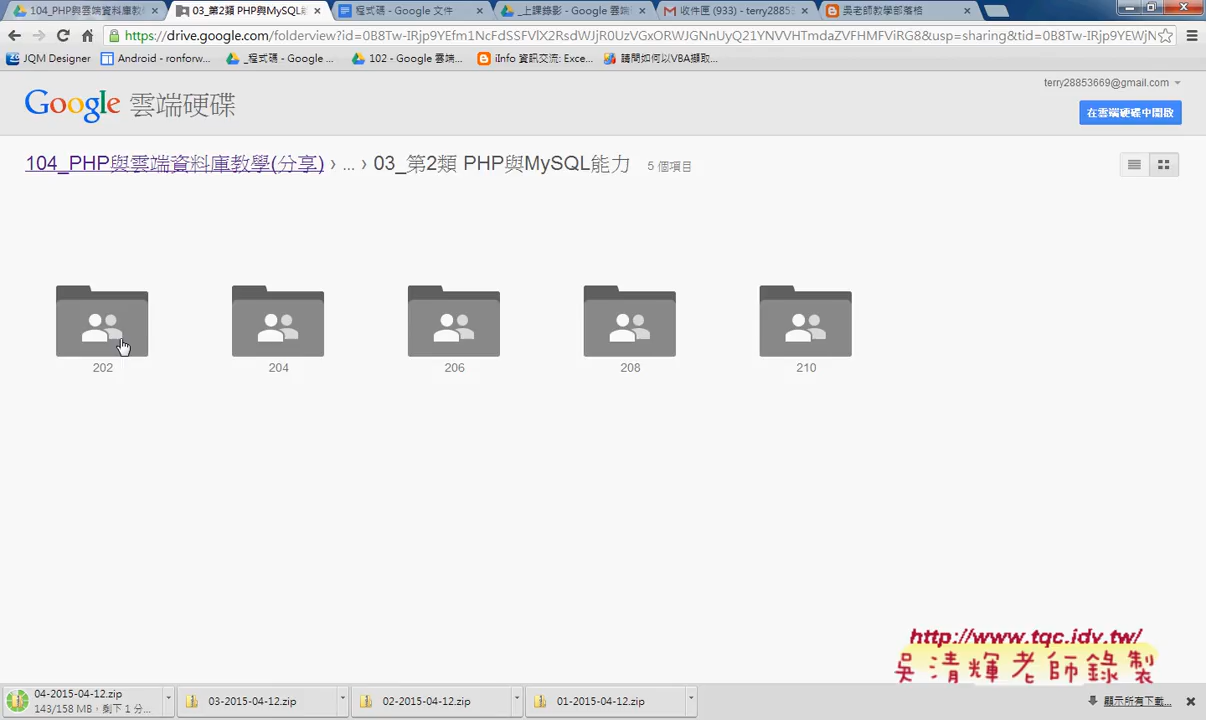 104_PHP與雲端資料庫教
03_第2類 PHP與MySQL
程式碼 - Google 文件
_上課錄影 - Google 雲端
收件匣 (933) - terry2885
吳老師教學部落格
https://drive.google.com/folderview?id=0B8Tw-IRjp9YEfm1NcFdSSFVlX2RsdWJjR0UzVGxORWJGNnUyQ21YNVVHTmdaZVFHMFViRG8&usp=sharing&tid=0B8Tw-IRjp9YEWjN
JQM Designer
Android - ronforw...
_程式碼 - Google ...
102 - Google 雲端...
iInfo 資訊交流: Exce...
請問如何以VBA擷取...
terry28853669@gmail.com
Google 雲端硬碟
在雲端硬碟中開啟
104_PHP與雲端資料庫教學(分享) › ... › 03_第2類 PHP與MySQL能力 5 個項目
202
204
206
208
210
http://www.tqc.idv.tw/
吳清輝老師錄製
04-2015-04-12.zip
143/158 MB，剩下 1 分...
03-2015-04-12.zip
02-2015-04-12.zip
01-2015-04-12.zip
顯示所有下載...